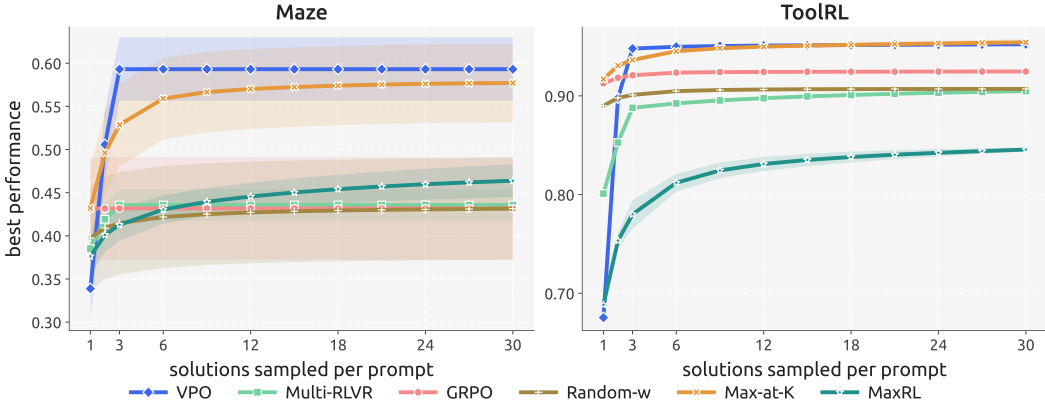 Maze
ToolRL
best performance
0.60
0.55
0.50
0.45
0.40
0.35
0.30
0.90
0.80
0.70
1 3 6 12 18 24 30
1 3 6 12 18 24 30
solutions sampled per prompt
solutions sampled per prompt
VPO Multi-RLVR GRPO Random-w Max-at-K MaxRL